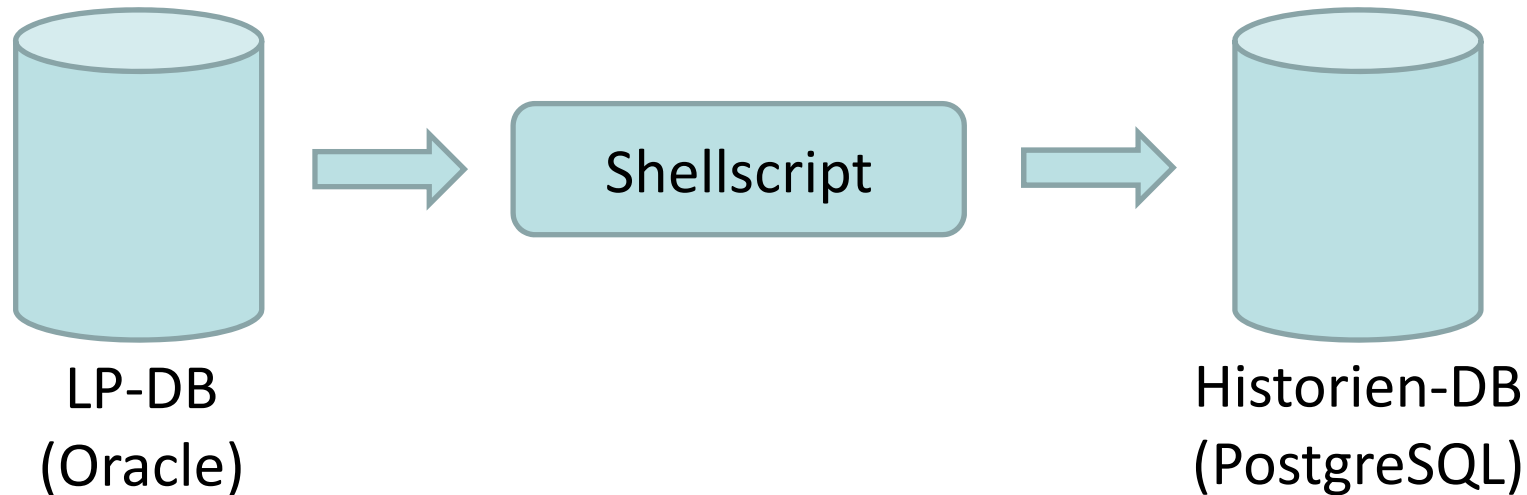 Shellscript
LP-DB
(Oracle)
Historien-DB
(PostgreSQL)